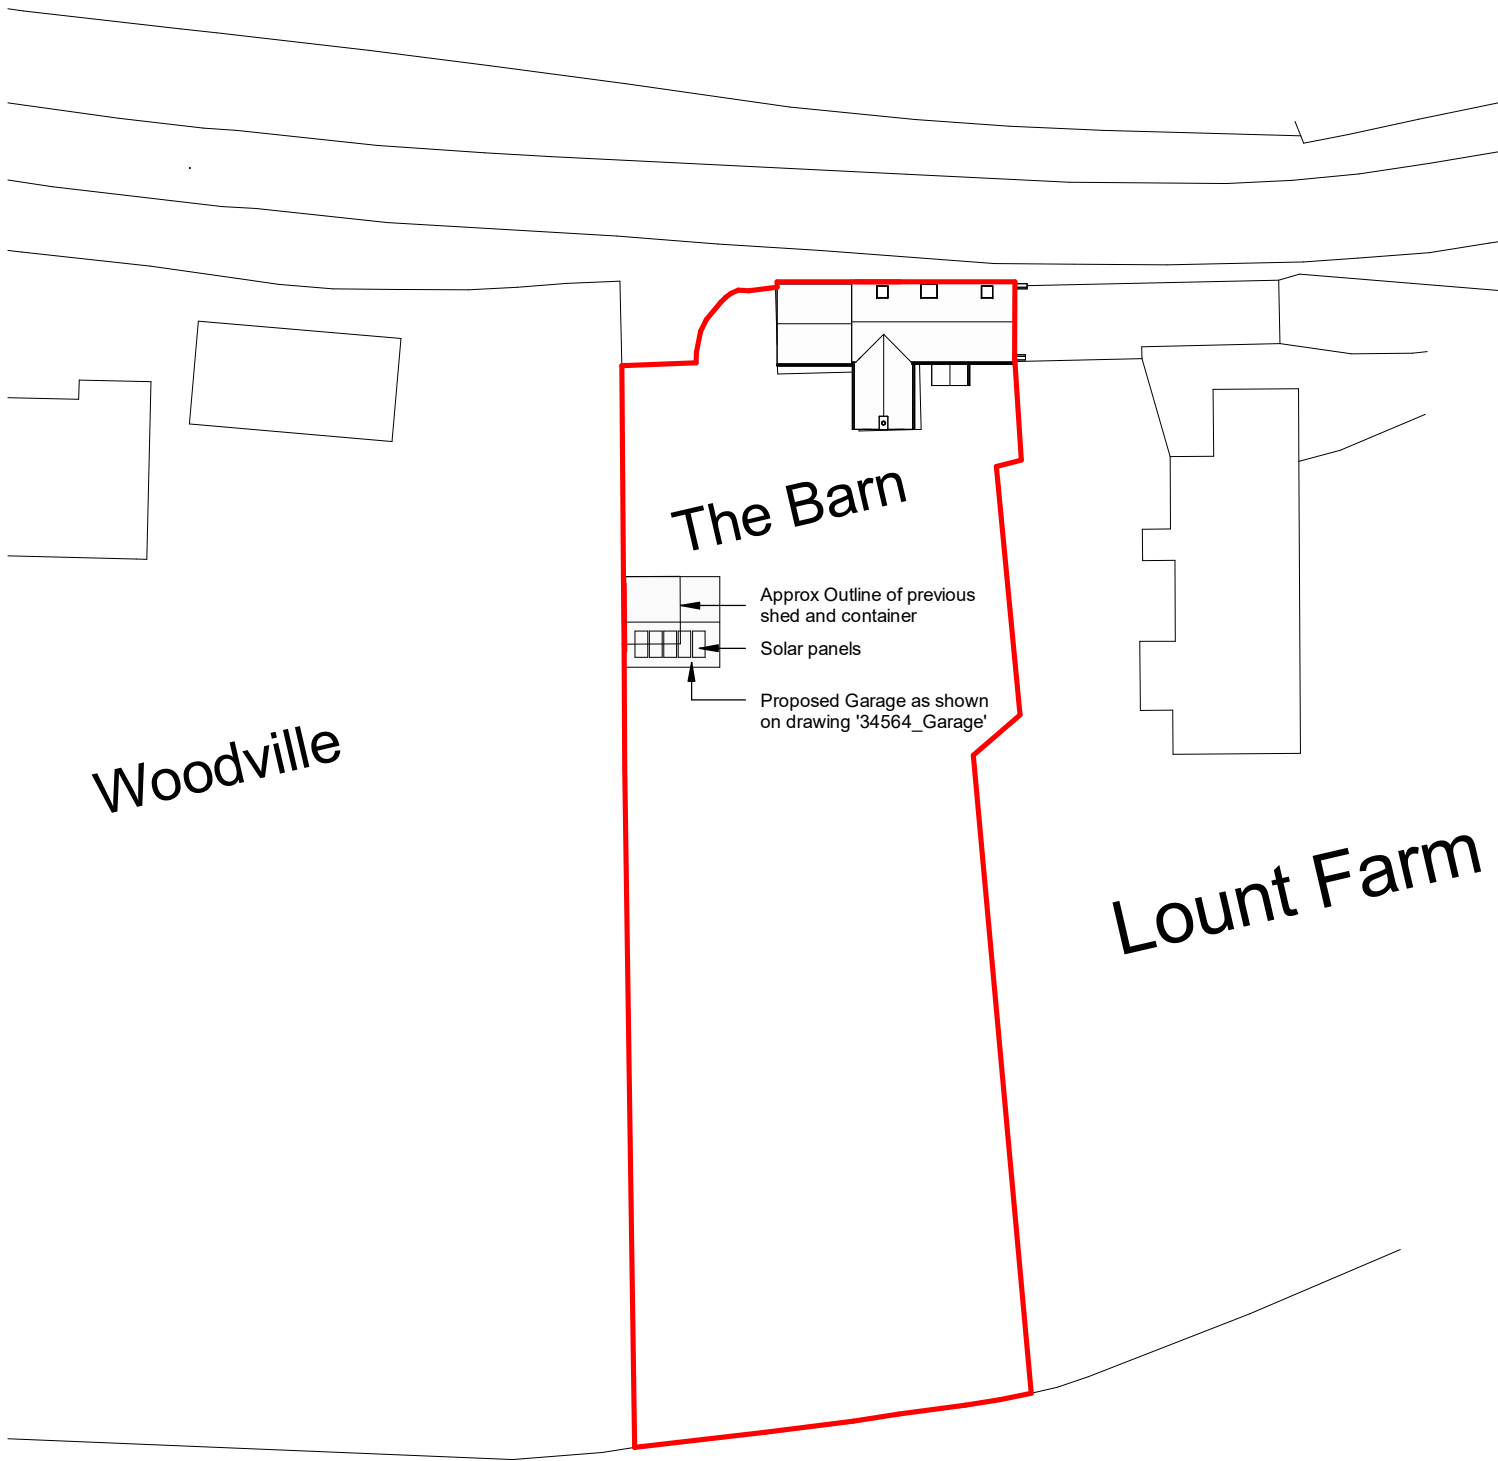 The Barn
Approx Outline of previous
shed and container
Solar panels
Proposed Garage as shown
on drawing '34564_Garage'
Woodville
Lount Farm